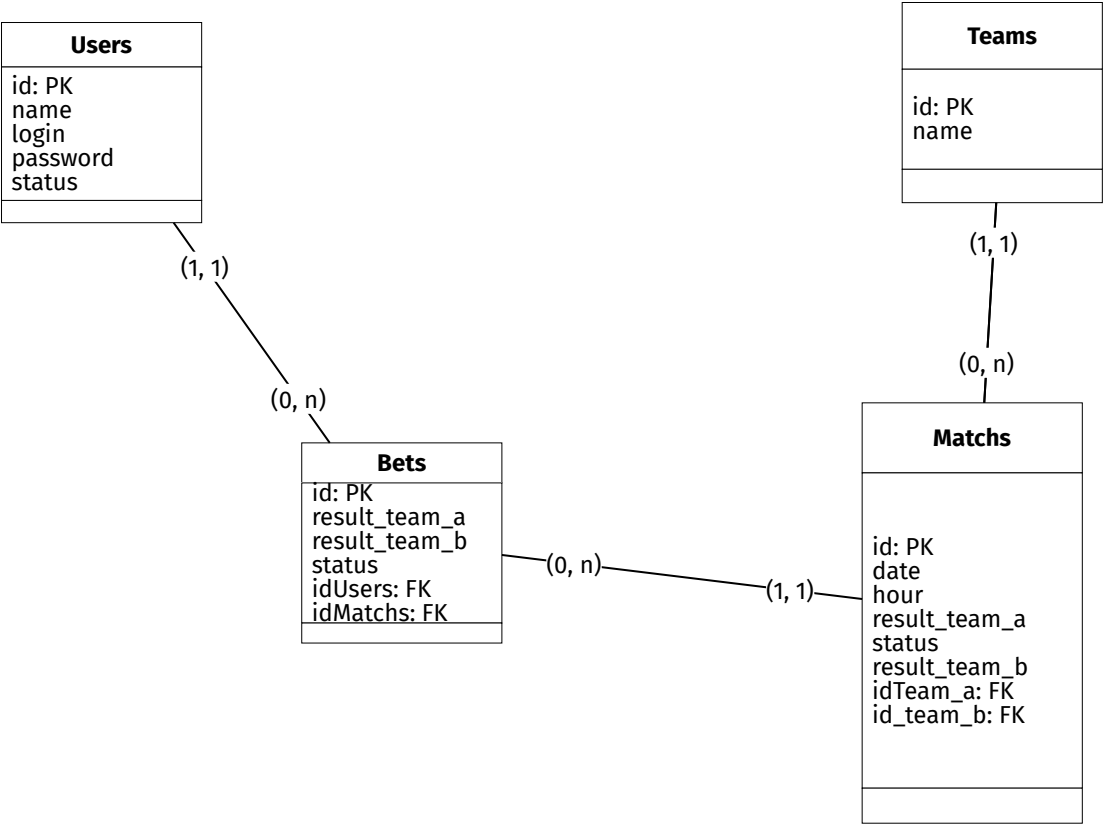 Users
id: PK
name
login
password
status
Teams
id: PK
name
(1, 1)
(0, n)
(1, 1)
(0, n)
Bets
id: PK
result_team_a
result_team_b
status
idUsers: FK
idMatchs: FK
(0, n)
(1, 1)
Matchs
id: PK
date
hour
result_team_a
status
result_team_b
idTeam_a: FK
id_team_b: FK